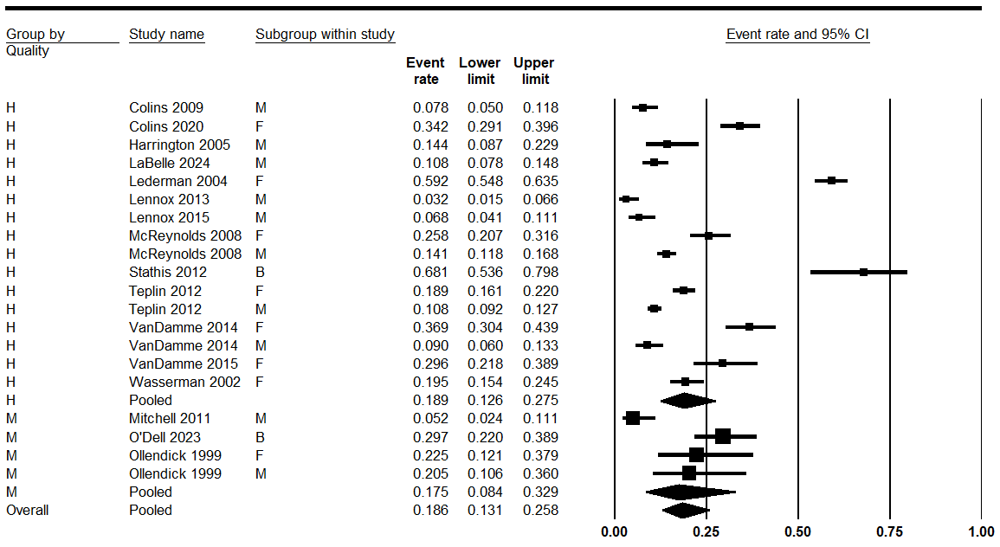 Group by Study name Subgroup within study Event rate and 95% CI
Quality
Event Lower Upper
rate limit limit
H Colins 2009 M 0.078 0.050 0.118
H Colins 2020 F 0.342 0.291 0.396
H Harrington 2005 M 0.144 0.087 0.229
H LaBelle 2024 M 0.108 0.078 0.148
H Lederman 2004 F 0.592 0.548 0.635
H Lennox 2013 M 0.032 0.015 0.066
H Lennox 2015 M 0.068 0.041 0.111
H McReynolds 2008 F 0.258 0.207 0.316
H McReynolds 2008 M 0.141 0.118 0.168
H Stathis 2012 B 0.681 0.536 0.798
H Teplin 2012 F 0.189 0.161 0.220
H Teplin 2012 M 0.108 0.092 0.127
H VanDamme 2014 F 0.369 0.304 0.439
H VanDamme 2014 M 0.090 0.060 0.133
H VanDamme 2015 F 0.296 0.218 0.389
H Wasserman 2002 F 0.195 0.154 0.245
H Pooled 0.189 0.126 0.275
M Mitchell 2011 M 0.052 0.024 0.111
M O'Dell 2023 B 0.297 0.220 0.389
M Ollendick 1999 F 0.225 0.121 0.379
M Ollendick 1999 M 0.205 0.106 0.360
M Pooled 0.175 0.084 0.329
Overall Pooled 0.186 0.131 0.258
0.00 0.25 0.50 0.75 1.00